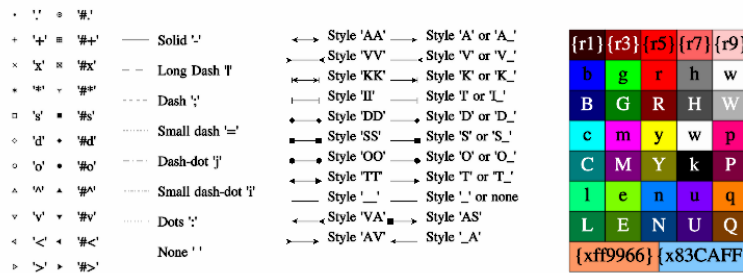 '.' '#.'
'+' '#+'
'x' '#x'
'*' '#*'
's' '#s'
'd' '#d'
'o' '#o'
'^' '#^'
'v' '#v'
'<' '#<'
'>' '#>'
Solid '-'
Long Dash '|'
Dash ';'
Small dash '='
Dash-dot 'j'
Small dash-dot 'i'
Dots ':'
None ' '
Style 'AA' Style 'A' or 'A_'
Style 'VV' Style 'V' or 'V_'
Style 'KK' Style 'K' or 'K_'
Style 'II' Style 'I' or 'I_'
Style 'DD' Style 'D' or 'D_'
Style 'SS' Style 'S' or 'S_'
Style 'OO' Style 'O' or 'O_'
Style 'TT' Style 'T' or 'T_'
Style '__' Style '_' or none
Style 'VA' Style 'AS'
Style 'AV' Style '_A'
{r1} {r3} {r5} {r7} {r9}
b g r h w
B G R H W
c m y w p
C M Y k P
l e n u q
L E N U Q
{xff9966} {x83CAFF}